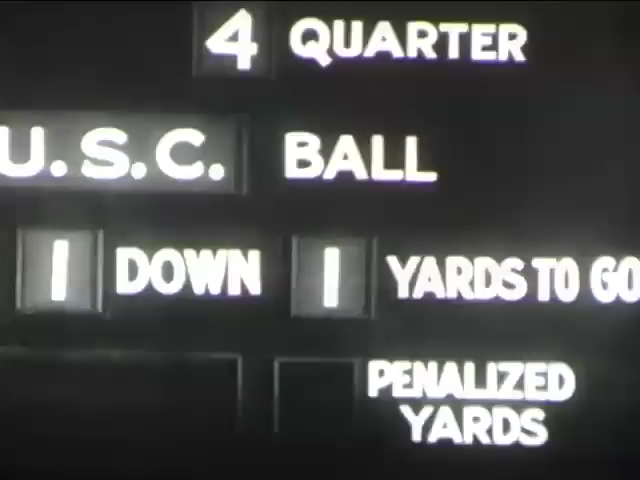 4 QUARTER
U.S.C. BALL
1 DOWN 1 YARDS TO GO
PENALIZED
YARDS